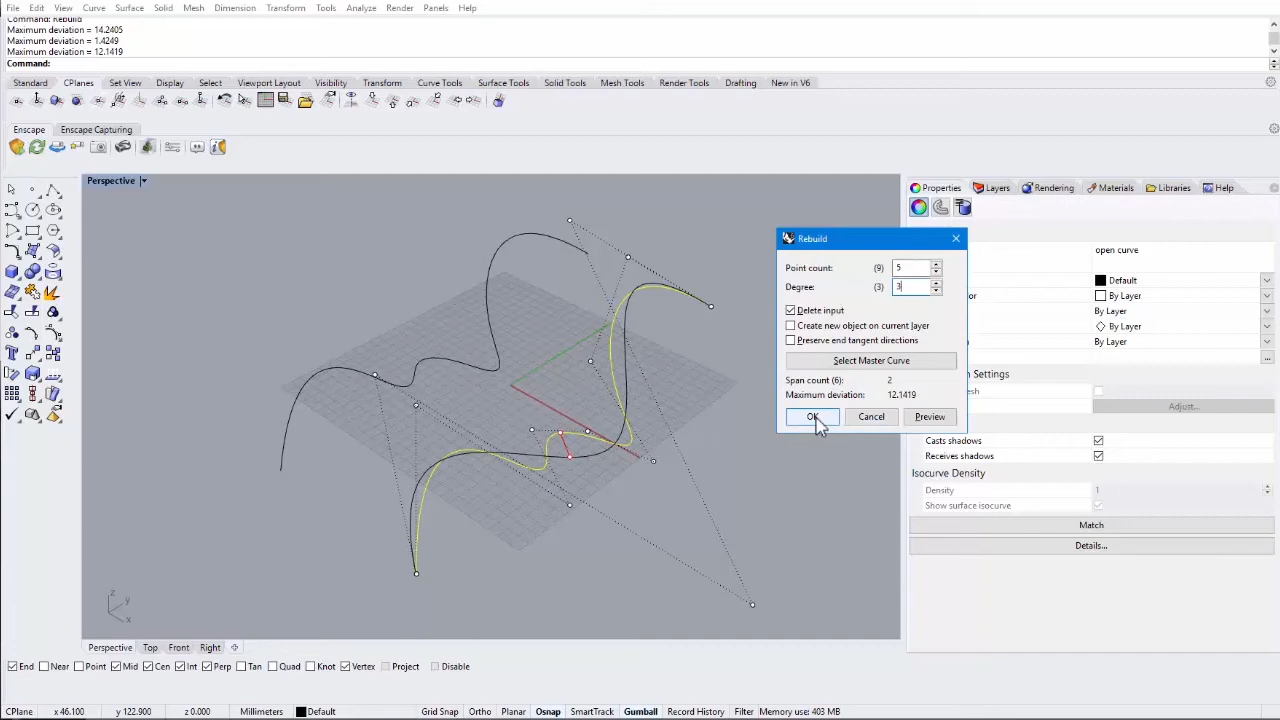 File Edit View Curve Surface Solid Mesh Dimension Transform Tools Analyze Render Panels Help
Command: Rebuild
Maximum deviation = 14.2405
Maximum deviation = 1.4249
Maximum deviation = 12.1419
Command:
Standard CPlanes Set View Display Select Viewport Layout Visibility Transform Curve Tools Surface Tools Solid Tools Mesh Tools Render Tools Drafting New in V6
Enscape Enscape Capturing
Perspective
Properties Layers Rendering Materials Libraries Help
Rebuild
Point count: (9) 5
Degree: (3) 3
Delete input
Create new object on current layer
Preserve end tangent directions
Select Master Curve
Span count (6): 2
Maximum deviation: 12.1419
OK Cancel Preview
open curve
Default
By Layer
By Layer
By Layer
By Layer
Settings
Adjust...
Casts shadows
Receives shadows
Isocurve Density
Density 1
Show surface isocurve
Match
Details...
z
y
x
Perspective Top Front Right
End Near Point Mid Cen Int Perp Tan Quad Knot Vertex Project Disable
CPlane x 46.100 y 122.900 z 0.000 Millimeters Default Grid Snap Ortho Planar Osnap SmartTrack Gumball Record History Filter Memory use: 403 MB